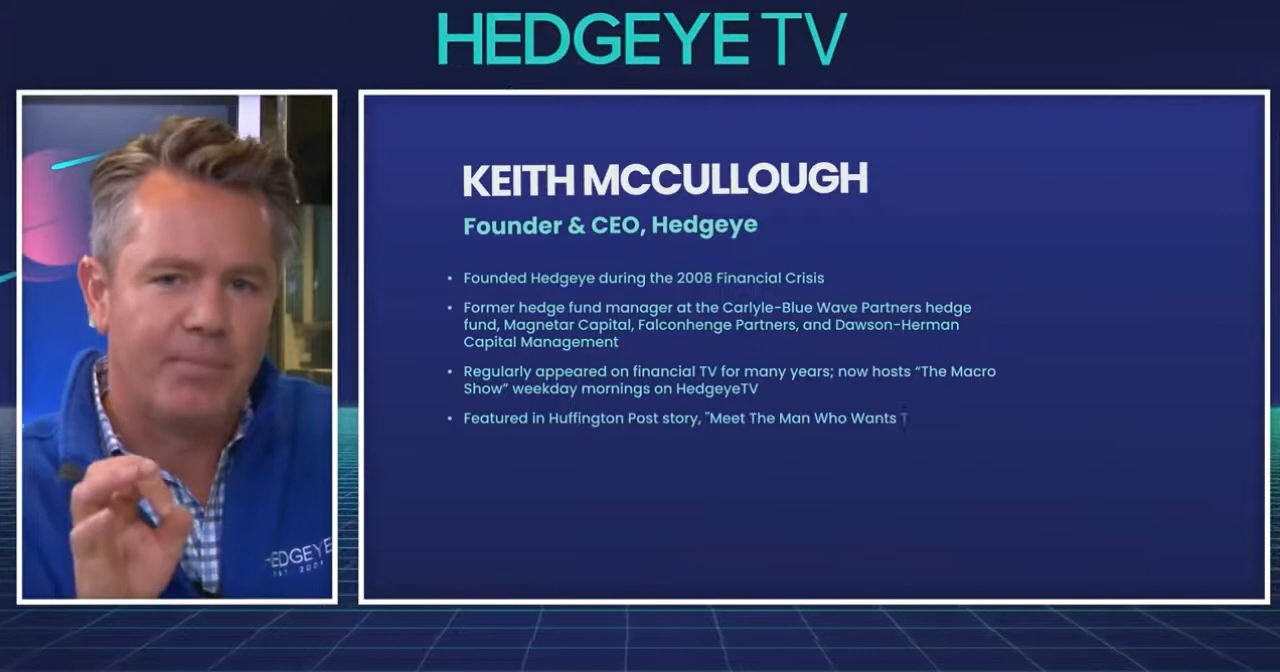 HEDGEYE TV
KEITH MCCULLOUGH
Founder & CEO, Hedgeye
• Founded Hedgeye during the 2008 Financial Crisis
• Former hedge fund manager at the Carlyle-Blue Wave Partners hedge
fund, Magnetar Capital, Falconhenge Partners, and Dawson-Herman
Capital Management
• Regularly appeared on financial TV for many years; now hosts “The Macro
Show” weekday mornings on HedgeyeTV
• Featured in Huffington Post story, "Meet The Man Who Wants T
HEDGEYE